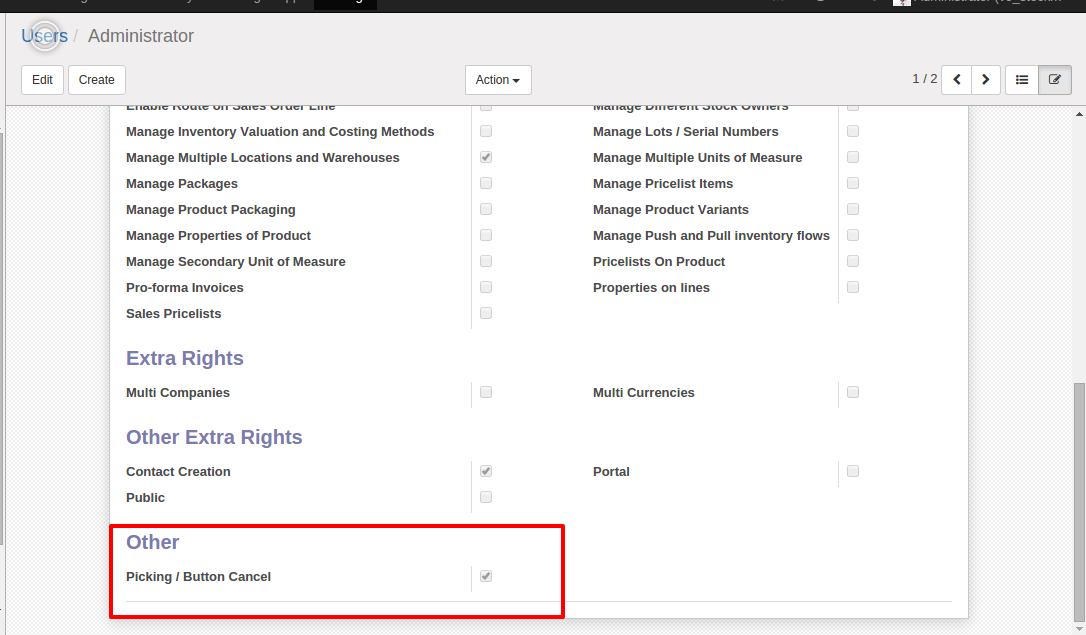 Users / Administrator
Edit Create Action 1 / 2
Enable Route on Sales Order Line Manage Different Stock Owners
Manage Inventory Valuation and Costing Methods Manage Lots / Serial Numbers
Manage Multiple Locations and Warehouses Manage Multiple Units of Measure
Manage Packages Manage Pricelist Items
Manage Product Packaging Manage Product Variants
Manage Properties of Product Manage Push and Pull inventory flows
Manage Secondary Unit of Measure Pricelists On Product
Pro-forma Invoices Properties on lines
Sales Pricelists
Extra Rights
Multi Companies Multi Currencies
Other Extra Rights
Contact Creation Portal
Public
Other
Picking / Button Cancel